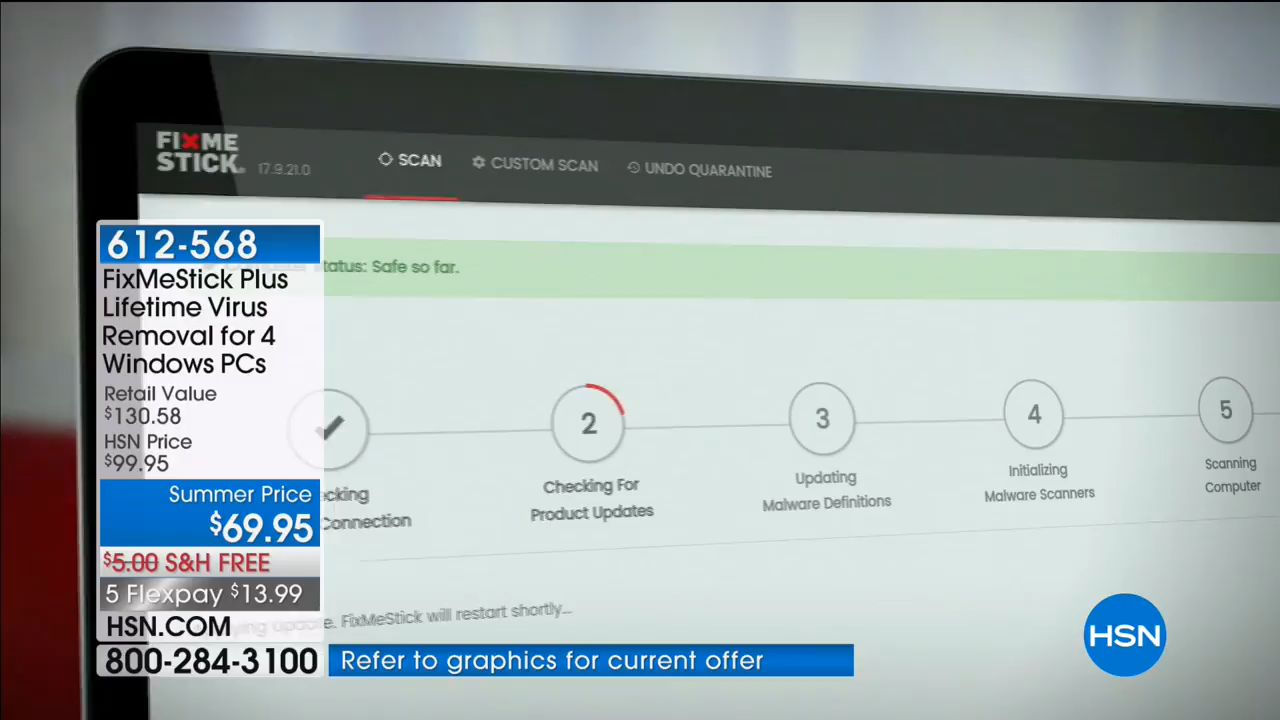 FIXME
STICK. 17.9.21.0
SCAN
CUSTOM SCAN
UNDO QUARANTINE
Status: Safe so far.
612-568
FixMeStick Plus
Lifetime Virus
Removal for 4
Windows PCs
Retail Value
$130.58
HSN Price
$99.95
Summer Price
$69.95
$5.00 S&H FREE
5 Flexpay $13.99
HSN.COM
800-284-3100
Refer to graphics for current offer
2
Checking For
Product Updates
3
Updating
Malware Definitions
4
Initializing
Malware Scanners
5
Scanning
Computer
Connection
update. FixMeStick will restart shortly...
HSN